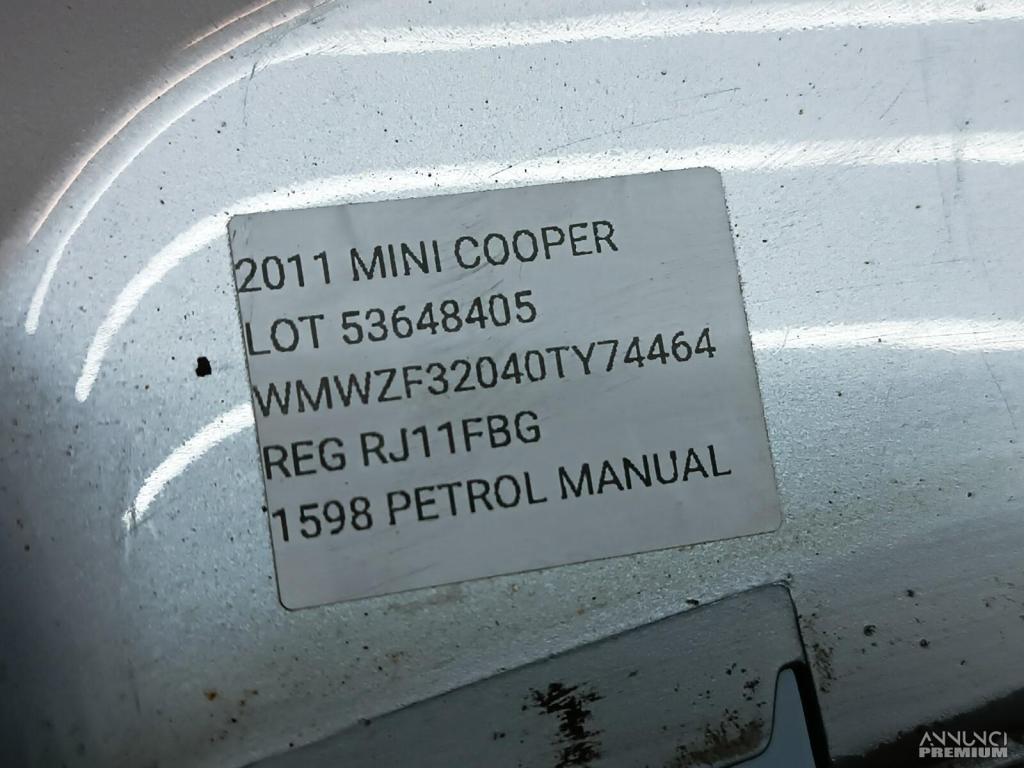 2011 MINI COOPER
LOT 53648405
WMWZF32040TY74464
REG RJ11FBG
1598 PETROL MANUAL
ANNUNCI
PREMIUM